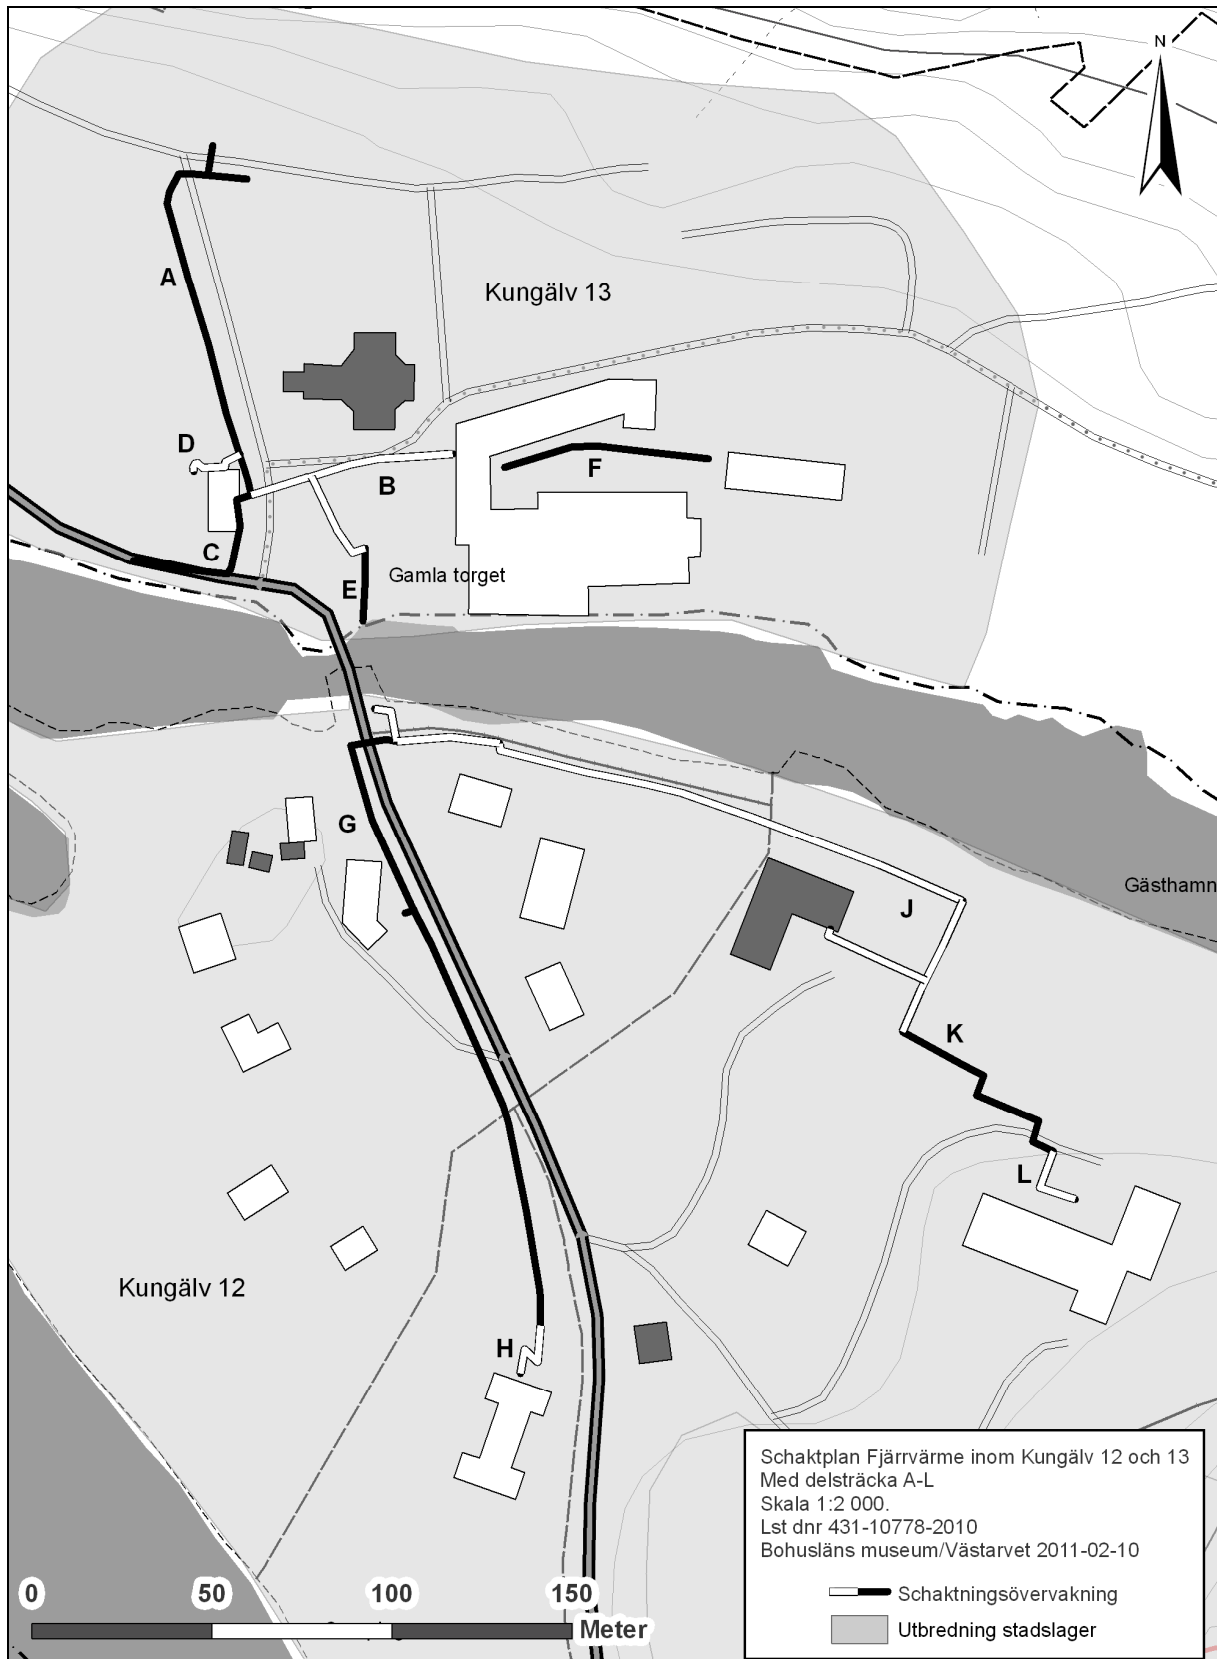 N
A
Kungälv 13
D
B
F
C
E
Gamla torget
G
Gästhamn
J
K
L
Kungälv 12
H
Schaktplan Fjärrvärme inom Kungälv 12 och 13
Med delsträcka A-L
Skala 1:2 000.
Lst dnr 431-10778-2010
Bohusläns museum/Västarvet 2011-02-10
Schaktningsövervakning
Utbredning stadslager
0 50 100 150
Meter